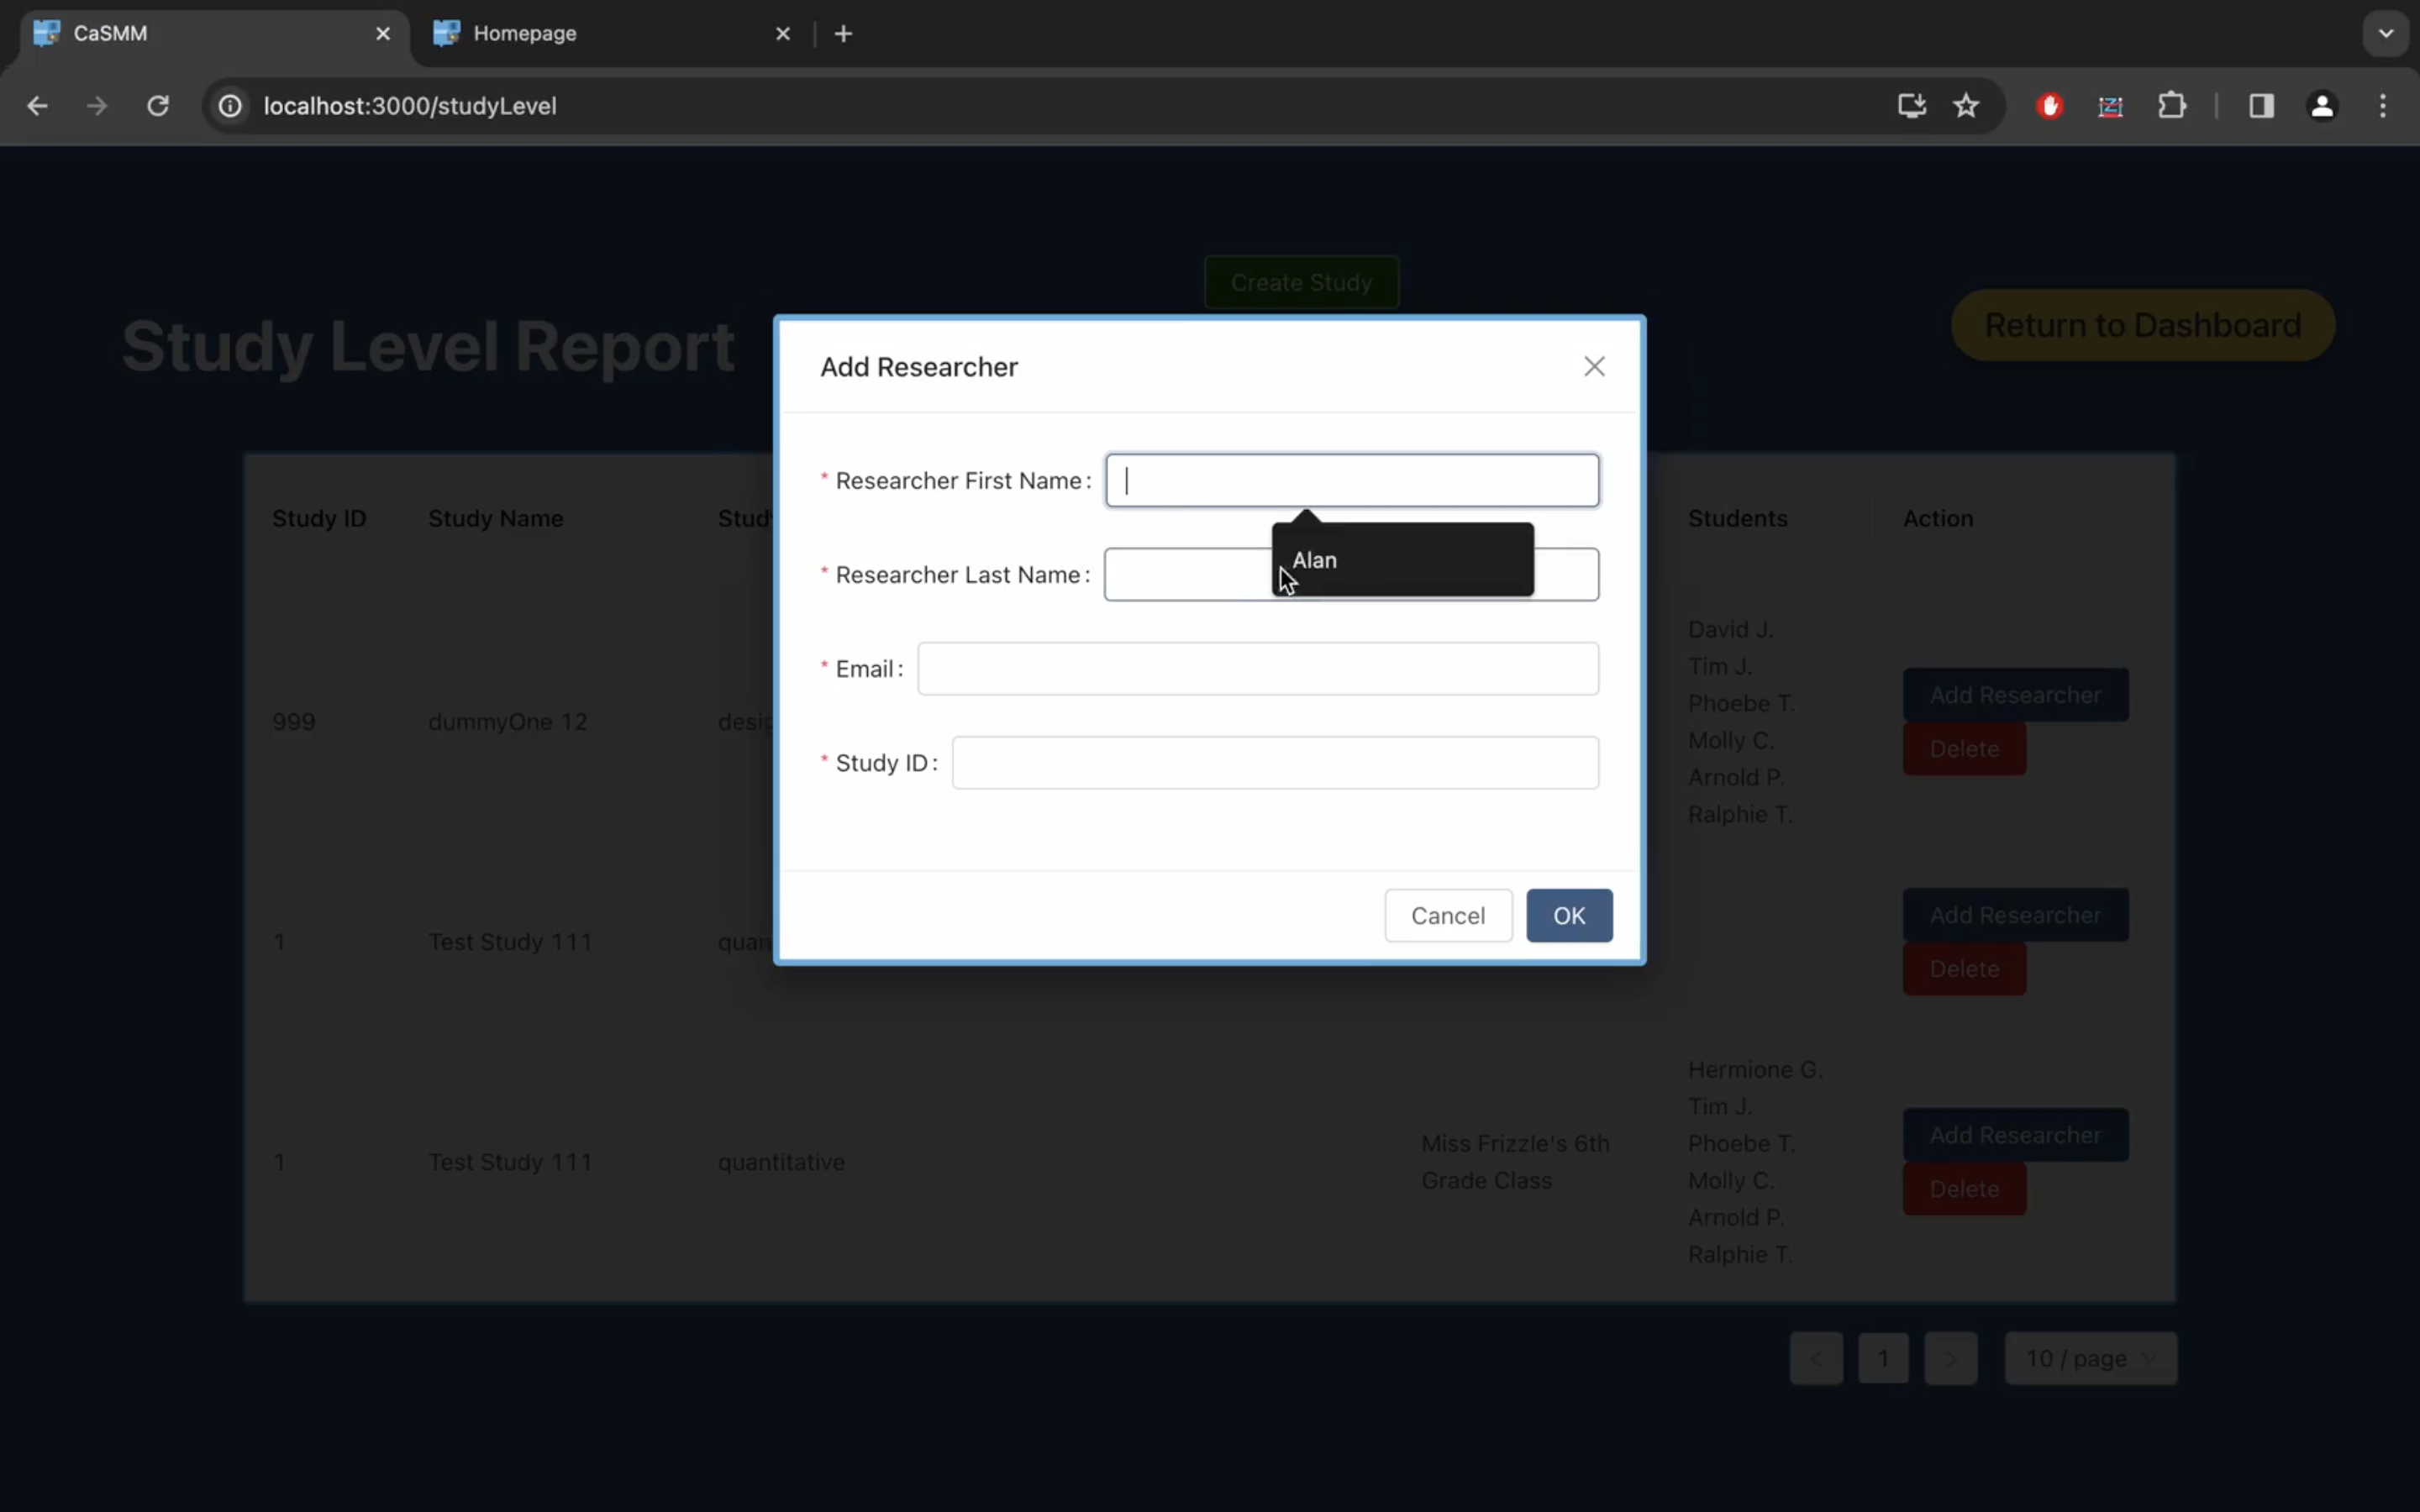 CaSMM
Homepage
localhost:3000/studyLevel
Create Study
Study Level Report
Return to Dashboard
Add Researcher
* Researcher First Name:
Alan
* Researcher Last Name:
* Email:
* Study ID:
Cancel
OK
Study ID
Study Name
Stud
Students
Action
999
dummyOne 12
David J.
Tim J.
Phoebe T.
Molly C.
Arnold P.
Ralphie T.
Add Researcher
Delete
1
Test Study 111
Add Researcher
Delete
1
Test Study 111
quantitative
Miss Frizzle's 6th
Grade Class
Hermione G.
Tim J.
Phoebe T.
Molly C.
Arnold P.
Ralphie T.
Add Researcher
Delete
<
1
>
10 / page